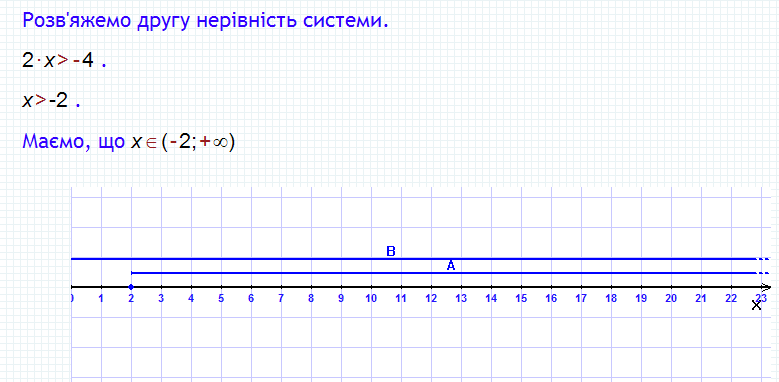 Розв'яжемо другу нерівність системи.
2·x>-4 .
x>-2 .
Маємо, що x∈(-2;+∞)
B
A
0 1 2 3 4 5 6 7 8 9 10 11 12 13 14 15 16 17 18 19 20 21 22 23
X